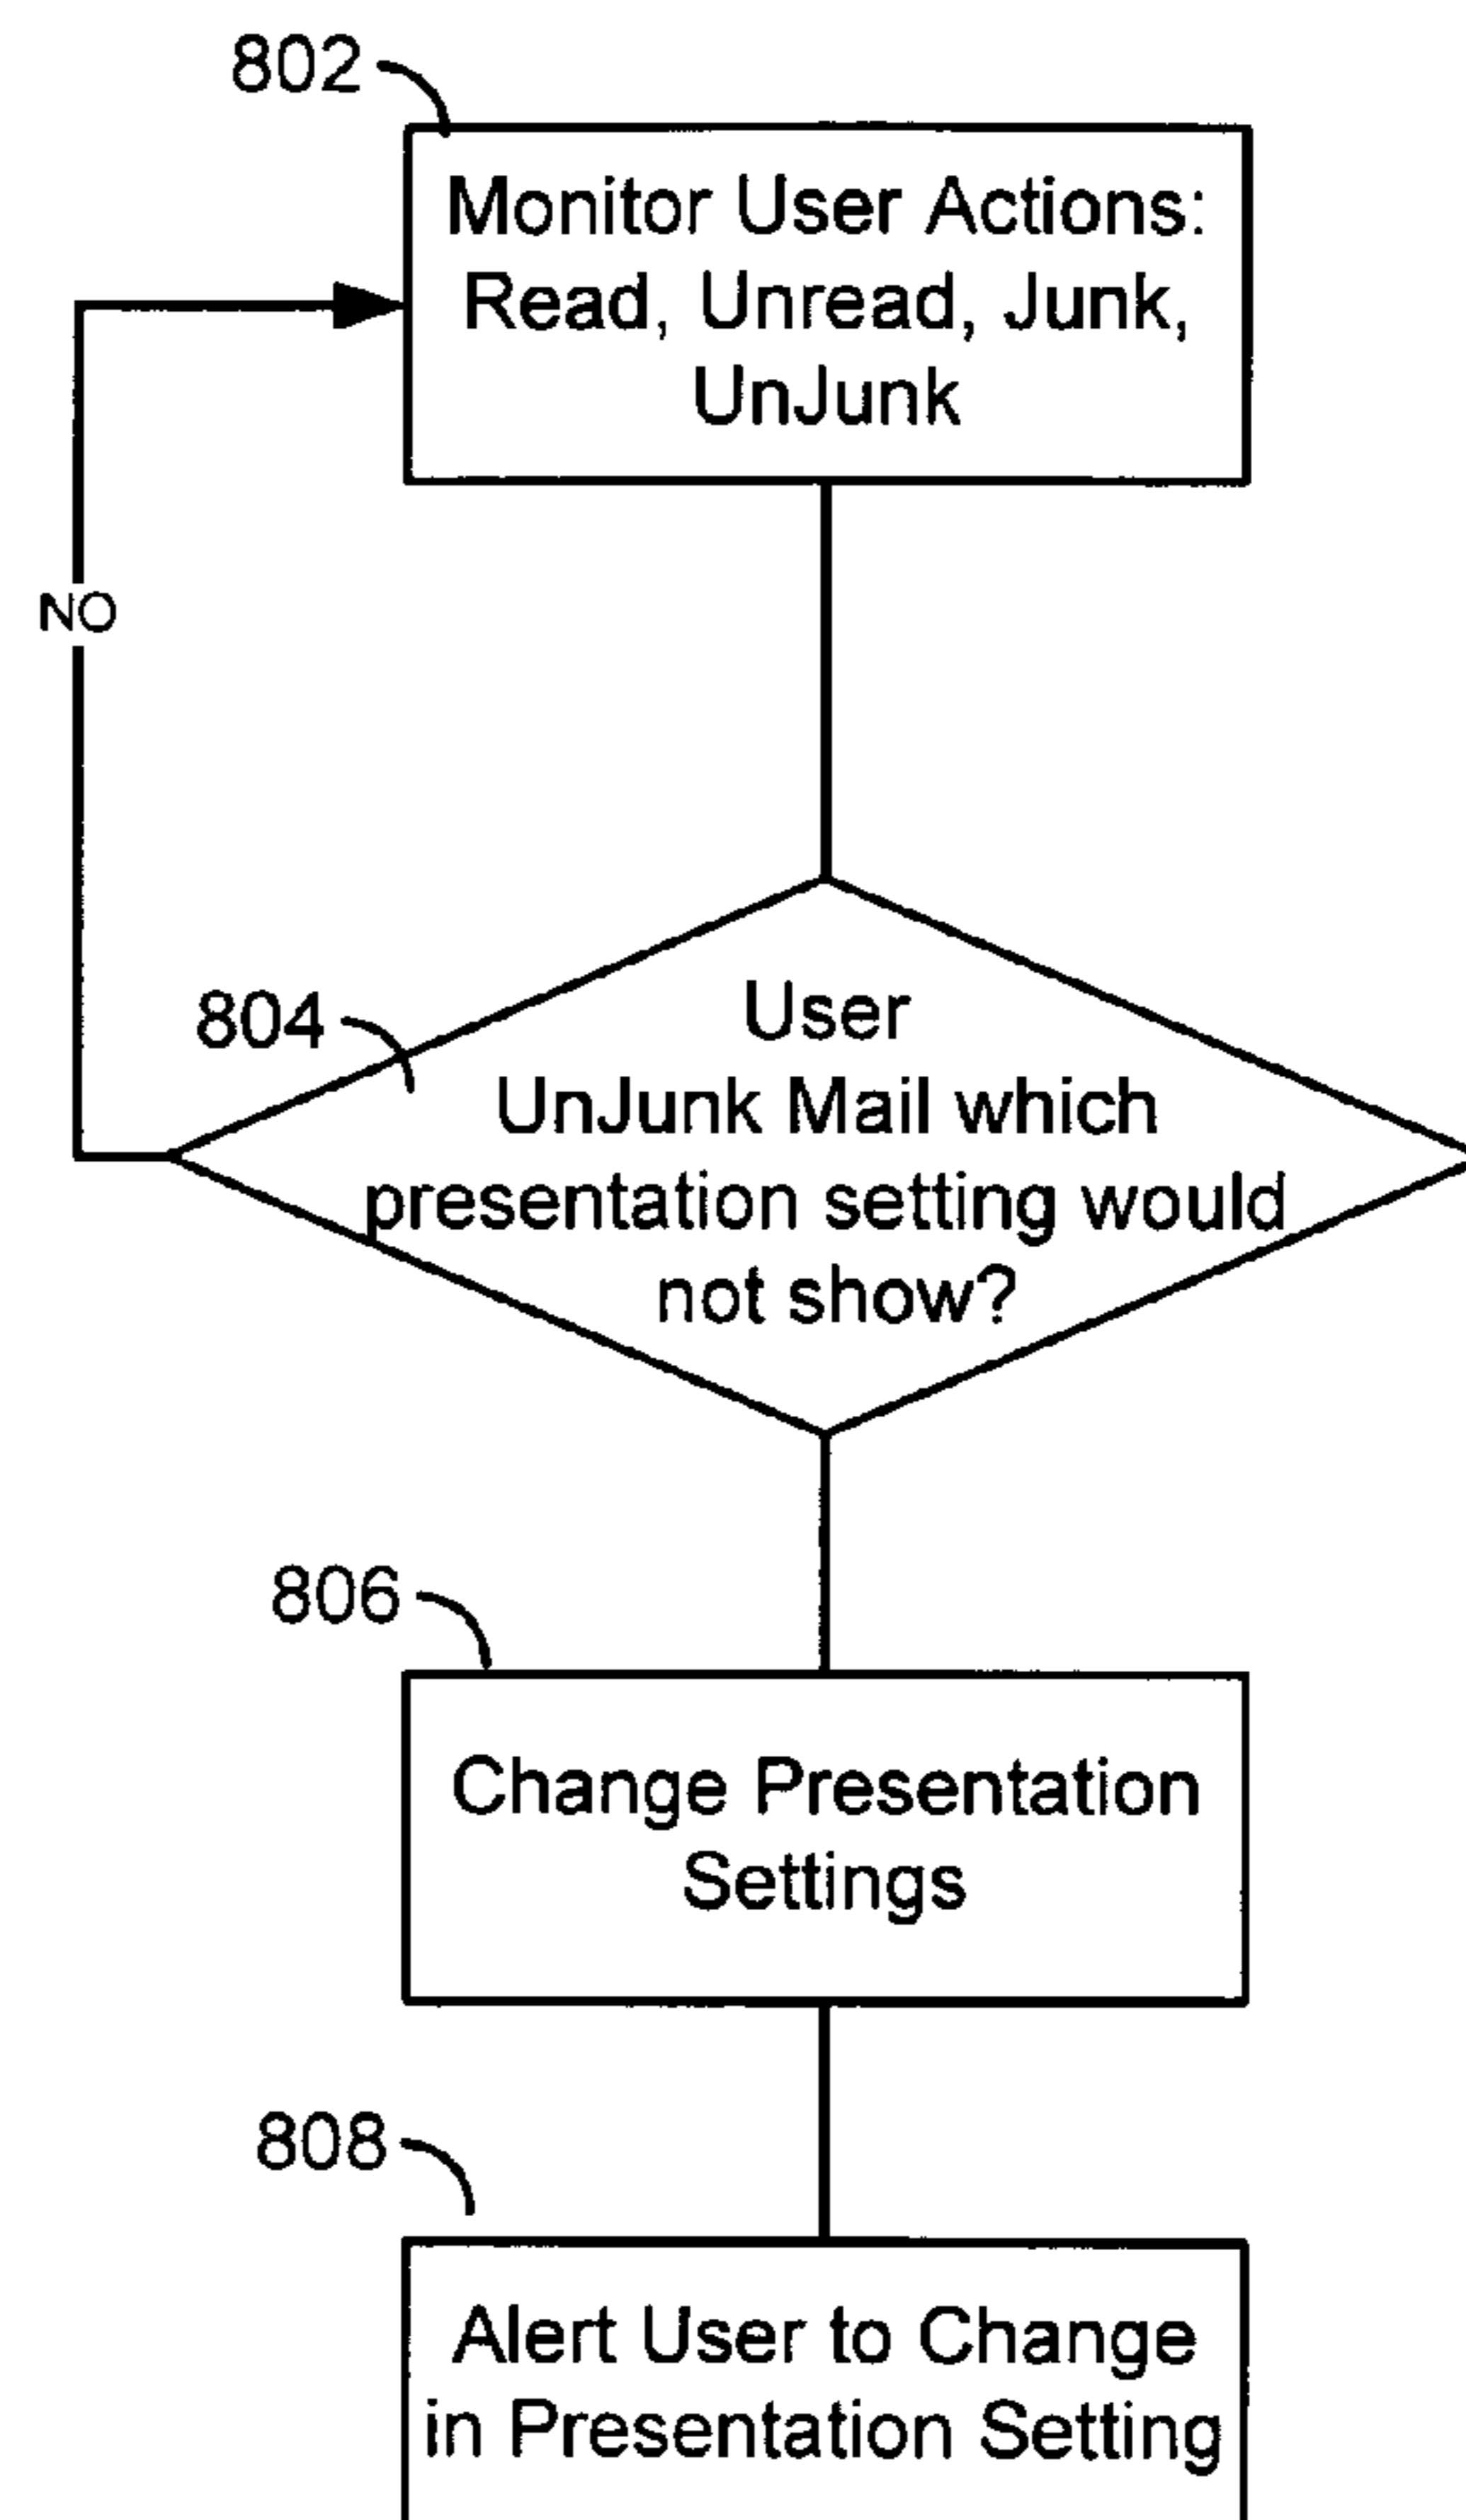 802
Monitor User Actions:
Read, Unread, Junk,
UnJunk
NO
804
User
UnJunk Mail which
presentation setting would
not show?
806
Change Presentation
Settings
808
Alert User to Change
in Presentation Setting